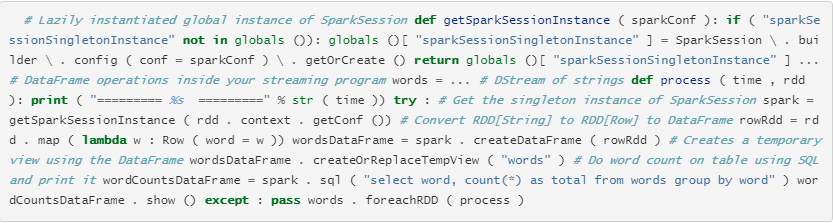 # Lazily instantiated global instance of SparkSession def getSparkSessionInstance ( sparkConf ): if ( "sparkSe
ssionSingletonInstance" not in globals ()): globals ()[ "sparkSessionSingletonInstance" ] = SparkSession \ . bui
lder \ . config ( conf = sparkConf ) \ . getOrCreate () return globals ()[ "sparkSessionSingletonInstance" ] ...
# DataFrame operations inside your streaming program words = ... # DStream of strings def process ( time , rdd
): print ( "========= %s =========" % str ( time )) try : # Get the singleton instance of SparkSession spark =
getSparkSessionInstance ( rdd . context . getConf ()) # Convert RDD[String] to RDD[Row] to DataFrame rowRdd = rd
d . map ( lambda w : Row ( word = w )) wordsDataFrame = spark . createDataFrame ( rowRdd ) # Creates a temporary
view using the DataFrame wordsDataFrame . createOrReplaceTempView ( "words" ) # Do word count on table using SQL
and print it wordCountsDataFrame = spark . sql ( "select word, count(*) as total from words group by word" ) wor
dCountsDataFrame . show () except : pass words . foreachRDD ( process )